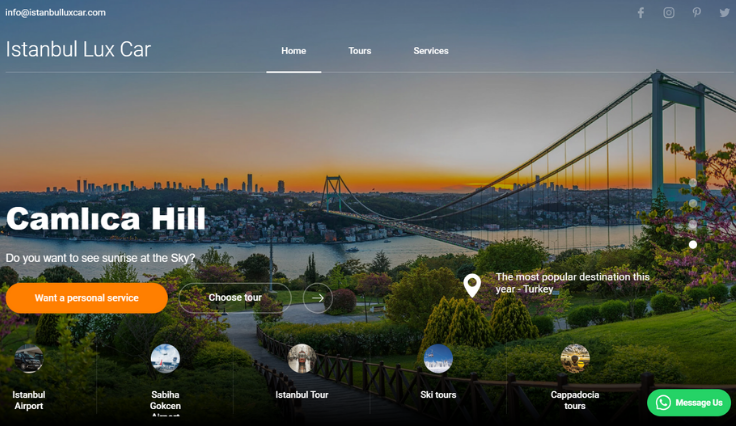 info@istanbulluxcar.com
Istanbul Lux Car
Home
Tours
Services
Camlıca Hill
Do you want to see sunrise at the Sky?
The most popular destination this
year - Turkey
Want a personal service
Choose tour
Istanbul
Airport
Sabiha
Gokcen
Airport
Istanbul Tour
Ski tours
Cappadocia
tours
Message Us